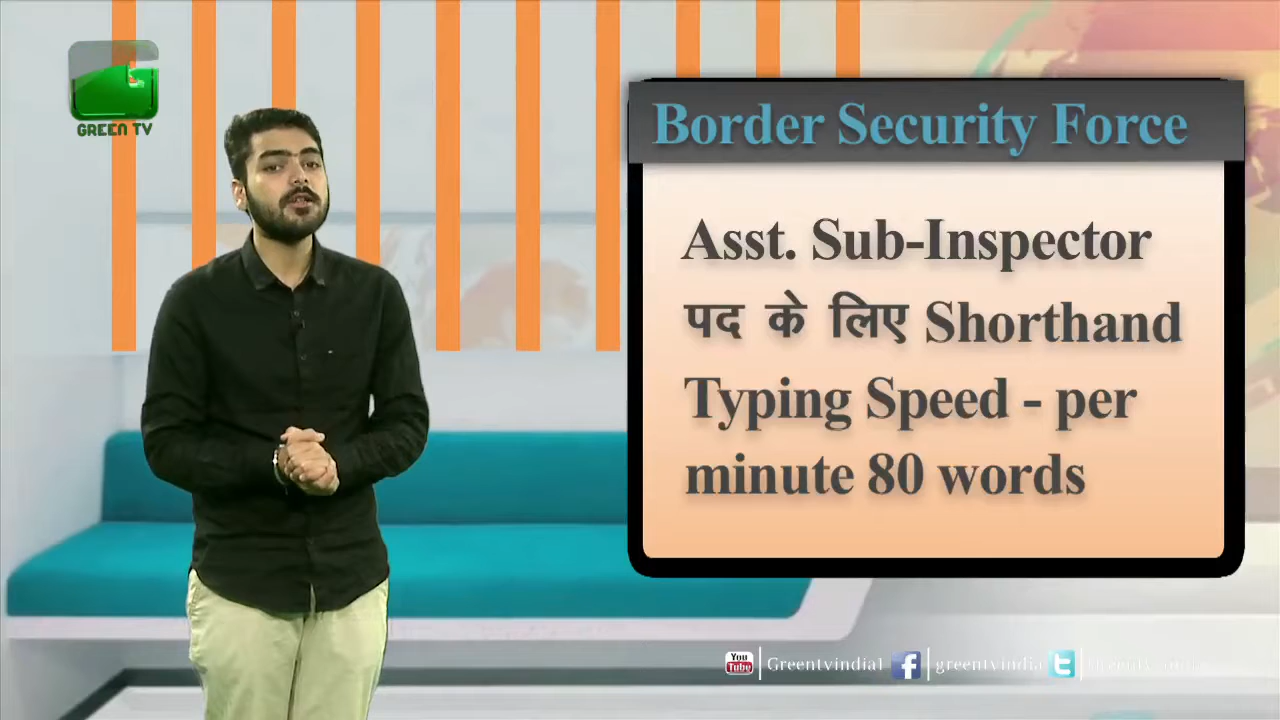 GREEN TV
Border Security Force
Asst. Sub-Inspector
पद के लिए Shorthand
Typing Speed - per
minute 80 words
You Tube Greentvindia1 greentvindia